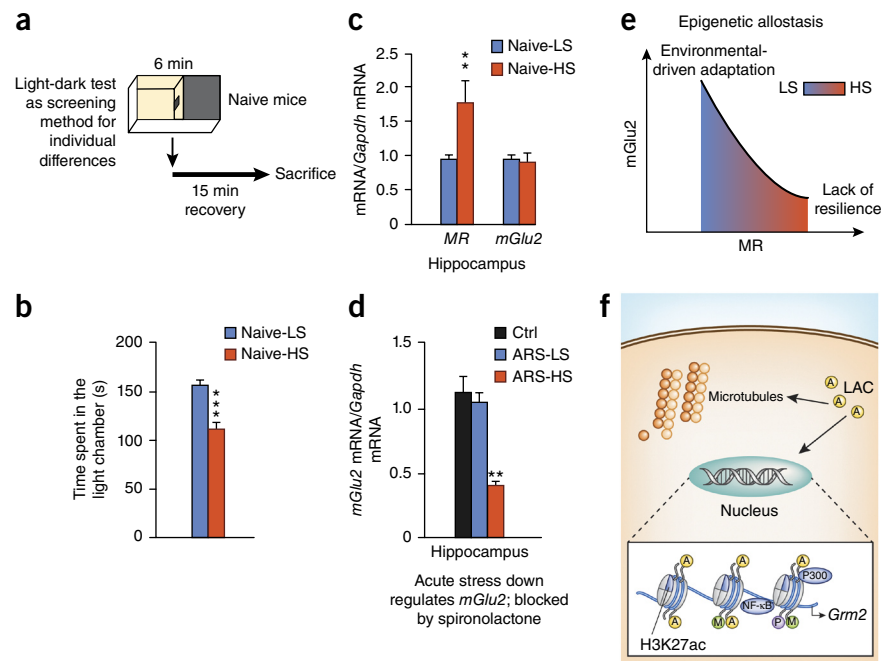 a
6 min
Light-dark test
as screening
method for
individual
differences
Naive mice
Sacrifice
15 min
recovery
b
Naive-LS
Naive-HS
Time spent in the
light chamber (s)
200
150
100
50
0
***
c
Naive-LS
Naive-HS
mRNA/Gapdh mRNA
2.5
2.0
1.5
1.0
0.5
0
**
MR
mGlu2
Hippocampus
d
Ctrl
ARS-LS
ARS-HS
mGlu2 mRNA/Gapdh
mRNA
1.5
1.0
0.5
0
**
Hippocampus
Acute stress down
regulates mGlu2; blocked
by spironolactone
e
Epigenetic allostasis
Environmental-
driven adaptation
LS
HS
mGlu2
Lack of
resilience
MR
f
A
LAC
A
A
Microtubules
Nucleus
A
A
A
P300
NF-κB
A
M
A
P
M
Grm2
H3K27ac